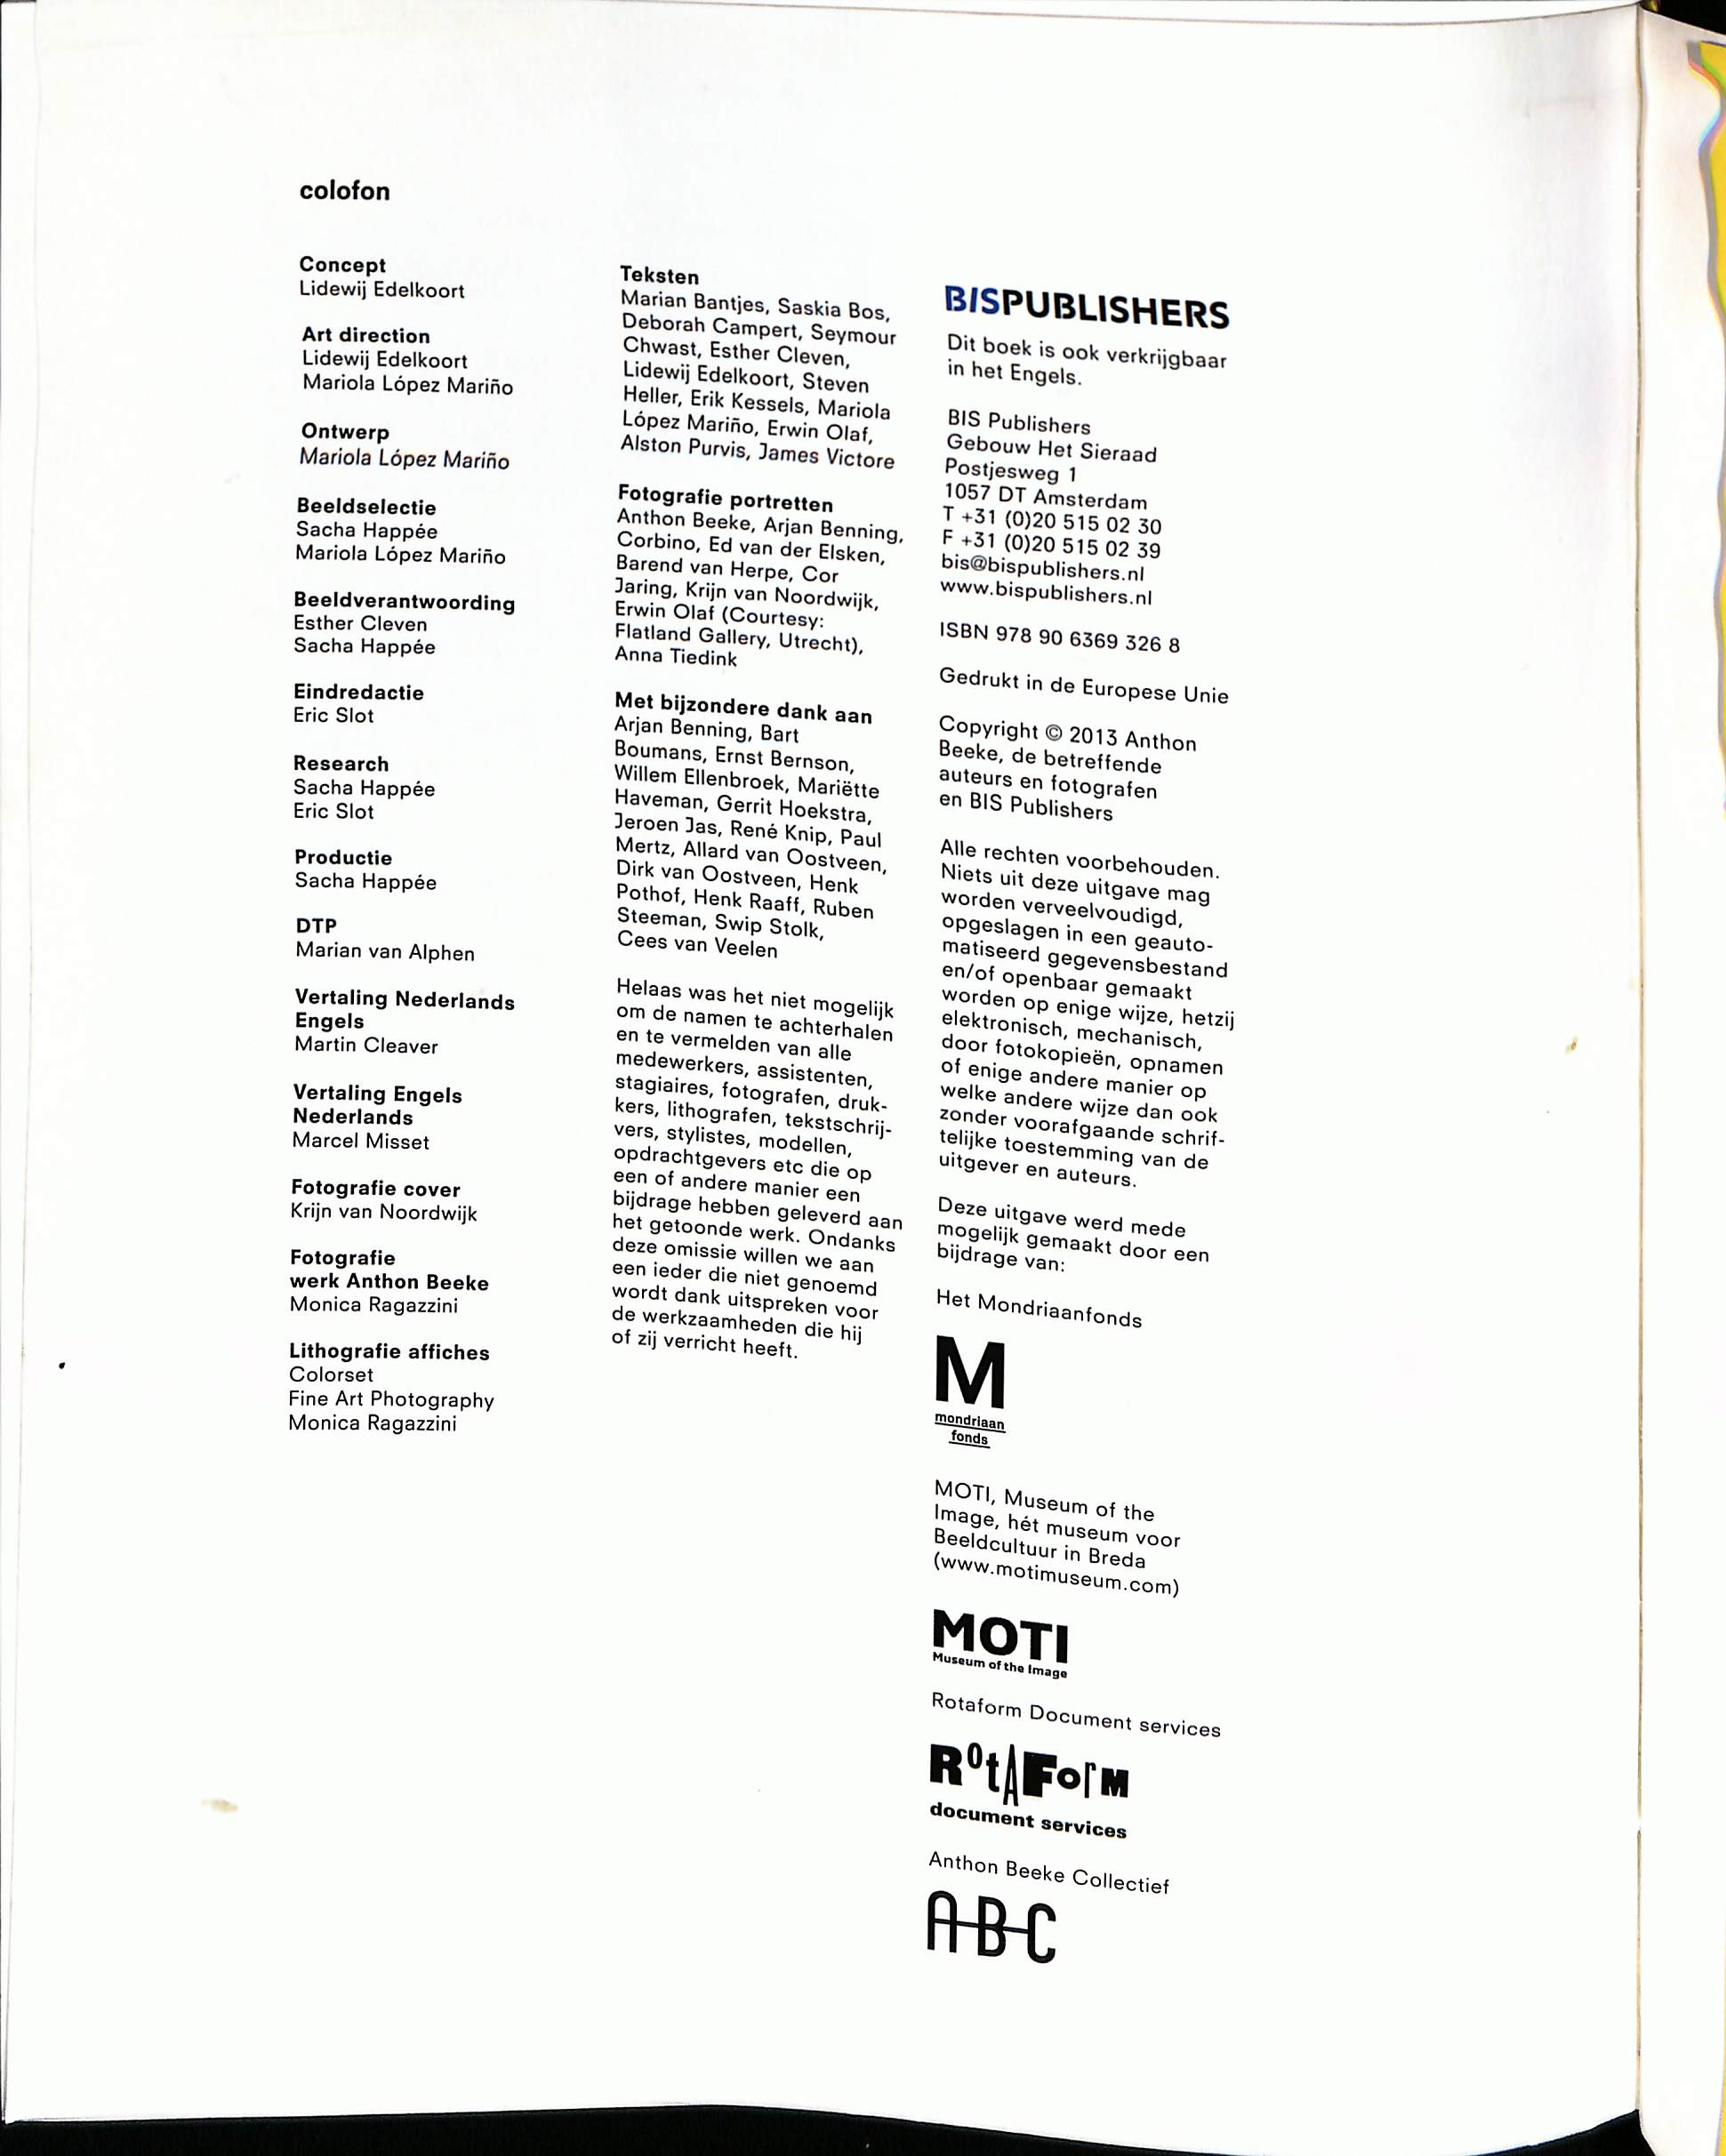 colofon
Concept
Lidewij Edelkoort
Art direction
Lidewij Edelkoort
Mariola López Mariño
Ontwerp
Mariola López Mariño
Beeldselectie
Sacha Happée
Mariola López Mariño
Beeldverantwoording
Esther Cleven
Sacha Happée
Eindredactie
Eric Slot
Research
Sacha Happée
Eric Slot
Productie
Sacha Happée
DTP
Marian van Alphen
Vertaling Nederlands
Engels
Martin Cleaver
Vertaling Engels
Nederlands
Marcel Misset
Fotografie cover
Krijn van Noordwijk
Fotografie
werk Anthon Beeke
Monica Ragazzini
Lithografie affiches
Colorset
Fine Art Photography
Monica Ragazzini
Teksten
Marian Bantjes, Saskia Bos,
Deborah Campert, Seymour
Chwast, Esther Cleven,
Lidewij Edelkoort, Steven
Heller, Erik Kessels, Mariola
López Mariño, Erwin Olaf,
Alston Purvis, James Victore
Fotografie portretten
Anthon Beeke, Arjan Benning,
Corbino, Ed van der Elsken,
Barend van Herpe, Cor
Jaring, Krijn van Noordwijk,
Erwin Olaf (Courtesy:
Flatland Gallery, Utrecht),
Anna Tiedink
Met bijzondere dank aan
Arjan Benning, Bart
Boumans, Ernst Bernson,
Willem Ellenbroek, Mariëtte
Haveman, Gerrit Hoekstra,
Jeroen Jas, René Knip, Paul
Mertz, Allard van Oostveen,
Dirk van Oostveen, Henk
Pothof, Henk Raaff, Ruben
Steeman, Swip Stolk,
Cees van Veelen
Helaas was het niet mogelijk
om de namen te achterhalen
en te vermelden van alle
medewerkers, assistenten,
stagiaires, fotografen, druk-
kers, lithografen, tekstschrij-
vers, stylistes, modellen,
opdrachtgevers etc die op
een of andere manier een
bijdrage hebben geleverd aan
het getoonde werk. Ondanks
deze omissie willen we aan
een ieder die niet genoemd
wordt dank uitspreken voor
de werkzaamheden die hij
of zij verricht heeft.
BISPUBLISHERS
Dit boek is ook verkrijgbaar
in het Engels.
BIS Publishers
Gebouw Het Sieraad
Postjesweg 1
1057 DT Amsterdam
T +31 (0)20 515 02 30
F +31 (0)20 515 02 39
bis@bispublishers.nl
www.bispublishers.nl
ISBN 978 90 6369 326 8
Gedrukt in de Europese Unie
Copyright © 2013 Anthon
Beeke, de betreffende
auteurs en fotografen
en BIS Publishers
Alle rechten voorbehouden.
Niets uit deze uitgave mag
worden verveelvoudigd,
opgeslagen in een geauto-
matiseerd gegevensbestand
en/of openbaar gemaakt
worden op enige wijze, hetzij
elektronisch, mechanisch,
door fotokopieën, opnamen
of enige andere manier op
welke andere wijze dan ook
zonder voorafgaande schrif-
telijke toestemming van de
uitgever en auteurs.
Deze uitgave werd mede
mogelijk gemaakt door een
bijdrage van:
Het Mondriaanfonds
M
mondriaan
fonds
MOTI, Museum of the
Image, hét museum voor
Beeldcultuur in Breda
(www.motimuseum.com)
MOTI
Museum of the Image
Rotaform Document services
RotAForM
document services
Anthon Beeke Collectief
ABC